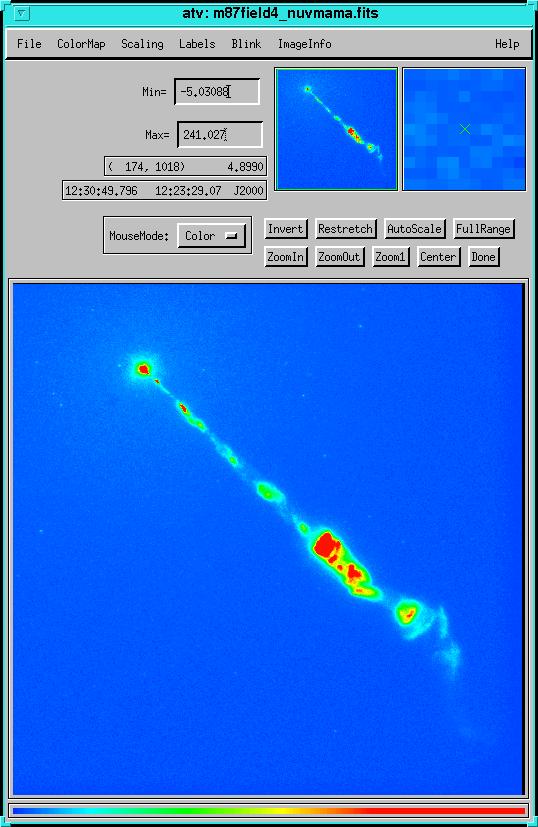 atv: m87field4_nuvmama.fits
File ColorMap Scaling Labels Blink ImageInfo Help
Min= -5.03088
Max= 241.027
( 174, 1018) 4.8990
12:30:49.796 12:23:29.07 J2000
MouseMode: Color
Invert Restretch AutoScale FullRange
ZoomIn ZoomOut Zoom1 Center Done